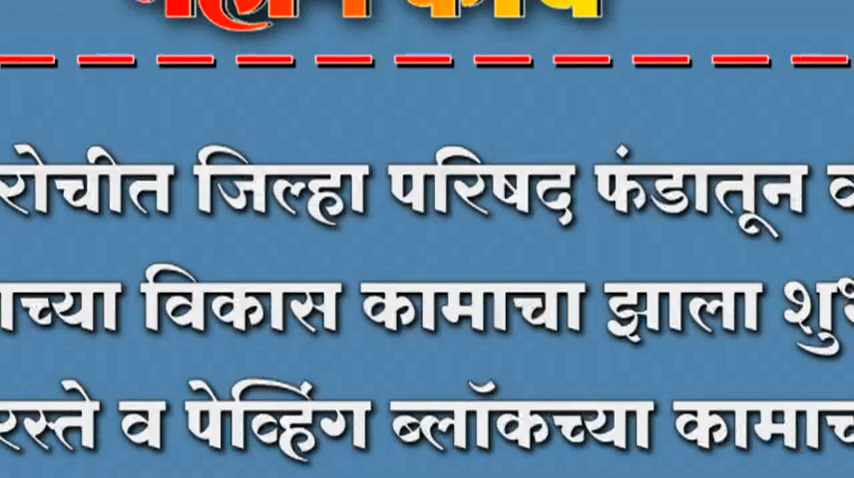 रोचीत जिल्हा परिषद फंडातून व
च्या विकास कामाचा झाला शुभ
रस्ते व पेव्हिंग ब्लॉकच्या कामाच